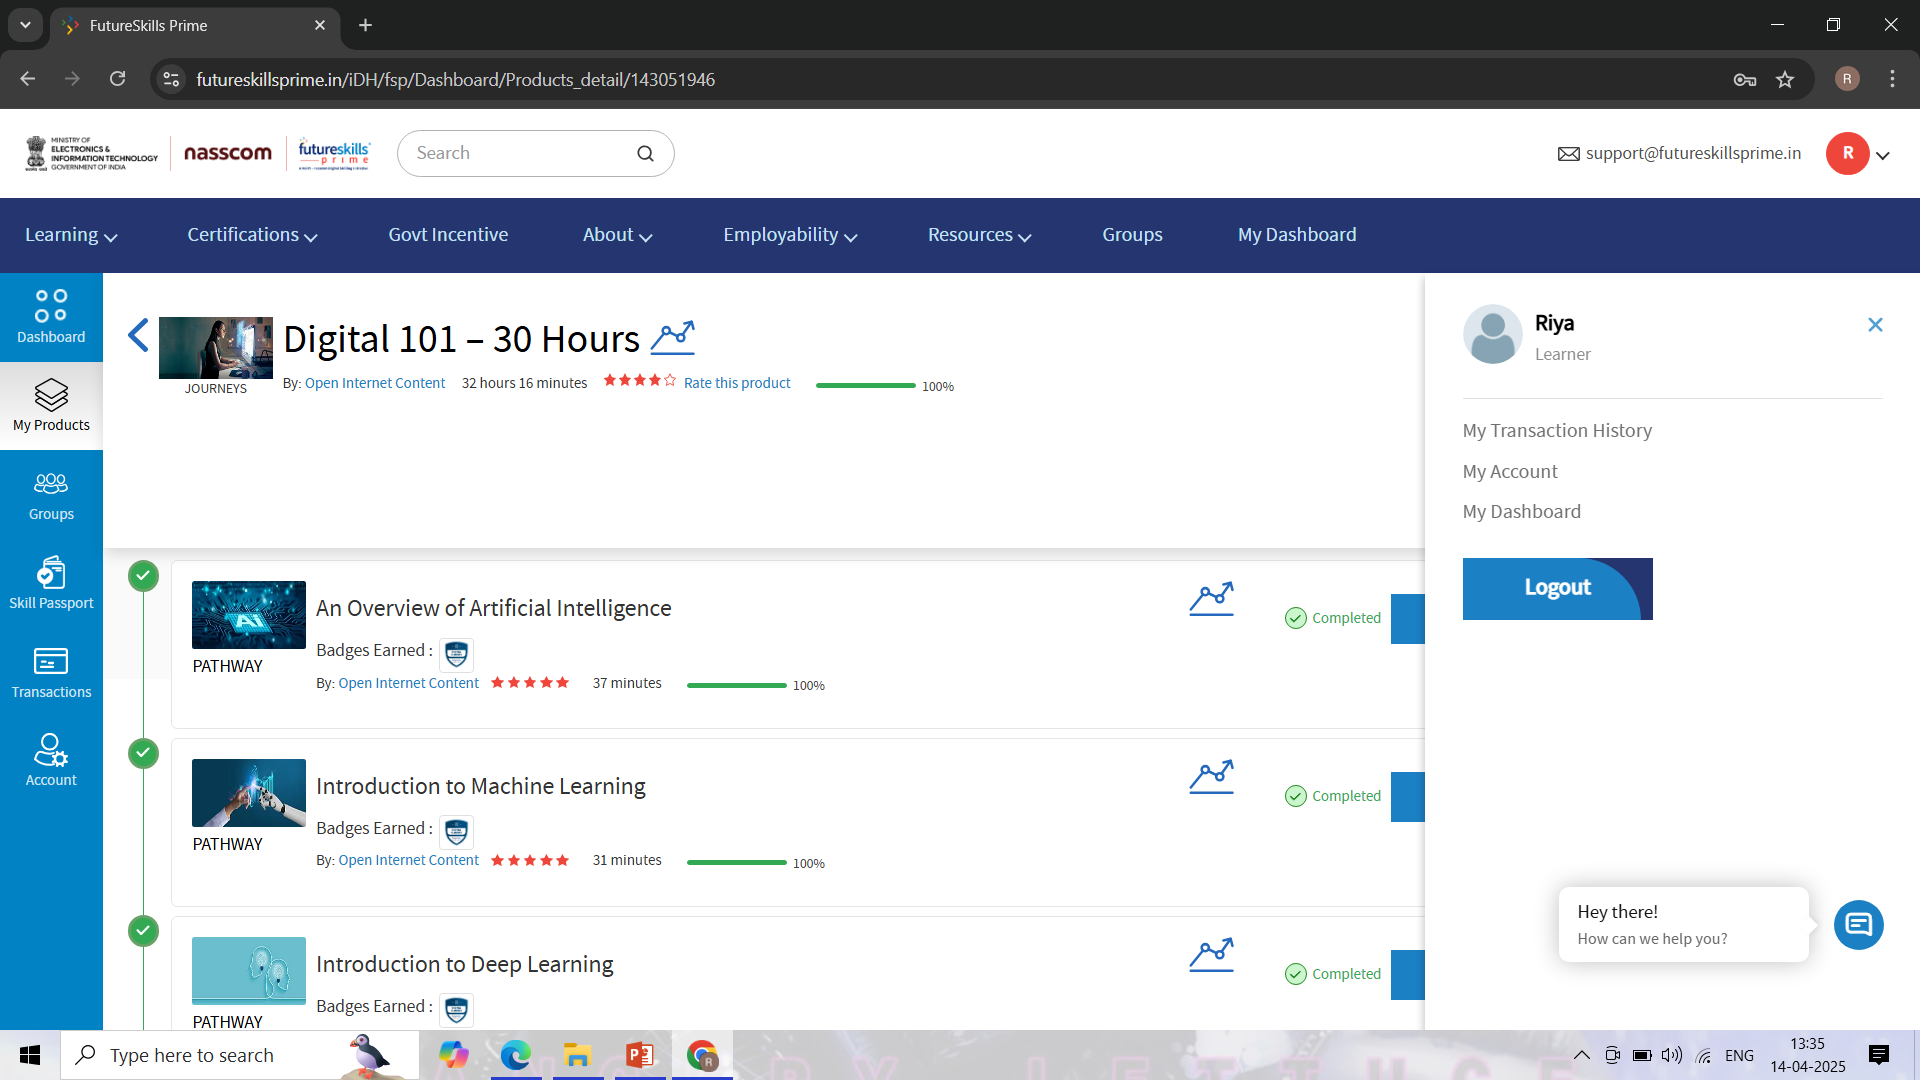 FutureSkills Prime
futureskillsprime.in/iDH/fsp/Dashboard/Products_detail/143051946
R
MINISTRY OF
ELECTRONICS &
INFORMATION TECHNOLOGY
GOVERNMENT OF INDIA
nasscom
futureskills
prime
Search
support@futureskillsprime.in
R
Learning
Certifications
Govt Incentive
About
Employability
Resources
Groups
My Dashboard
Dashboard
My Products
Groups
Skill Passport
Transactions
Account
JOURNEYS
Digital 101 – 30 Hours
By: Open Internet Content 32 hours 16 minutes Rate this product 100%
AI
PATHWAY
An Overview of Artificial Intelligence
Badges Earned :
By: Open Internet Content 37 minutes 100%
Completed
PATHWAY
Introduction to Machine Learning
Badges Earned :
By: Open Internet Content 31 minutes 100%
Completed
PATHWAY
Introduction to Deep Learning
Badges Earned :
Completed
Riya
Learner
My Transaction History
My Account
My Dashboard
Logout
Hey there!
How can we help you?
Type here to search
R
ENG
13:35
14-04-2025